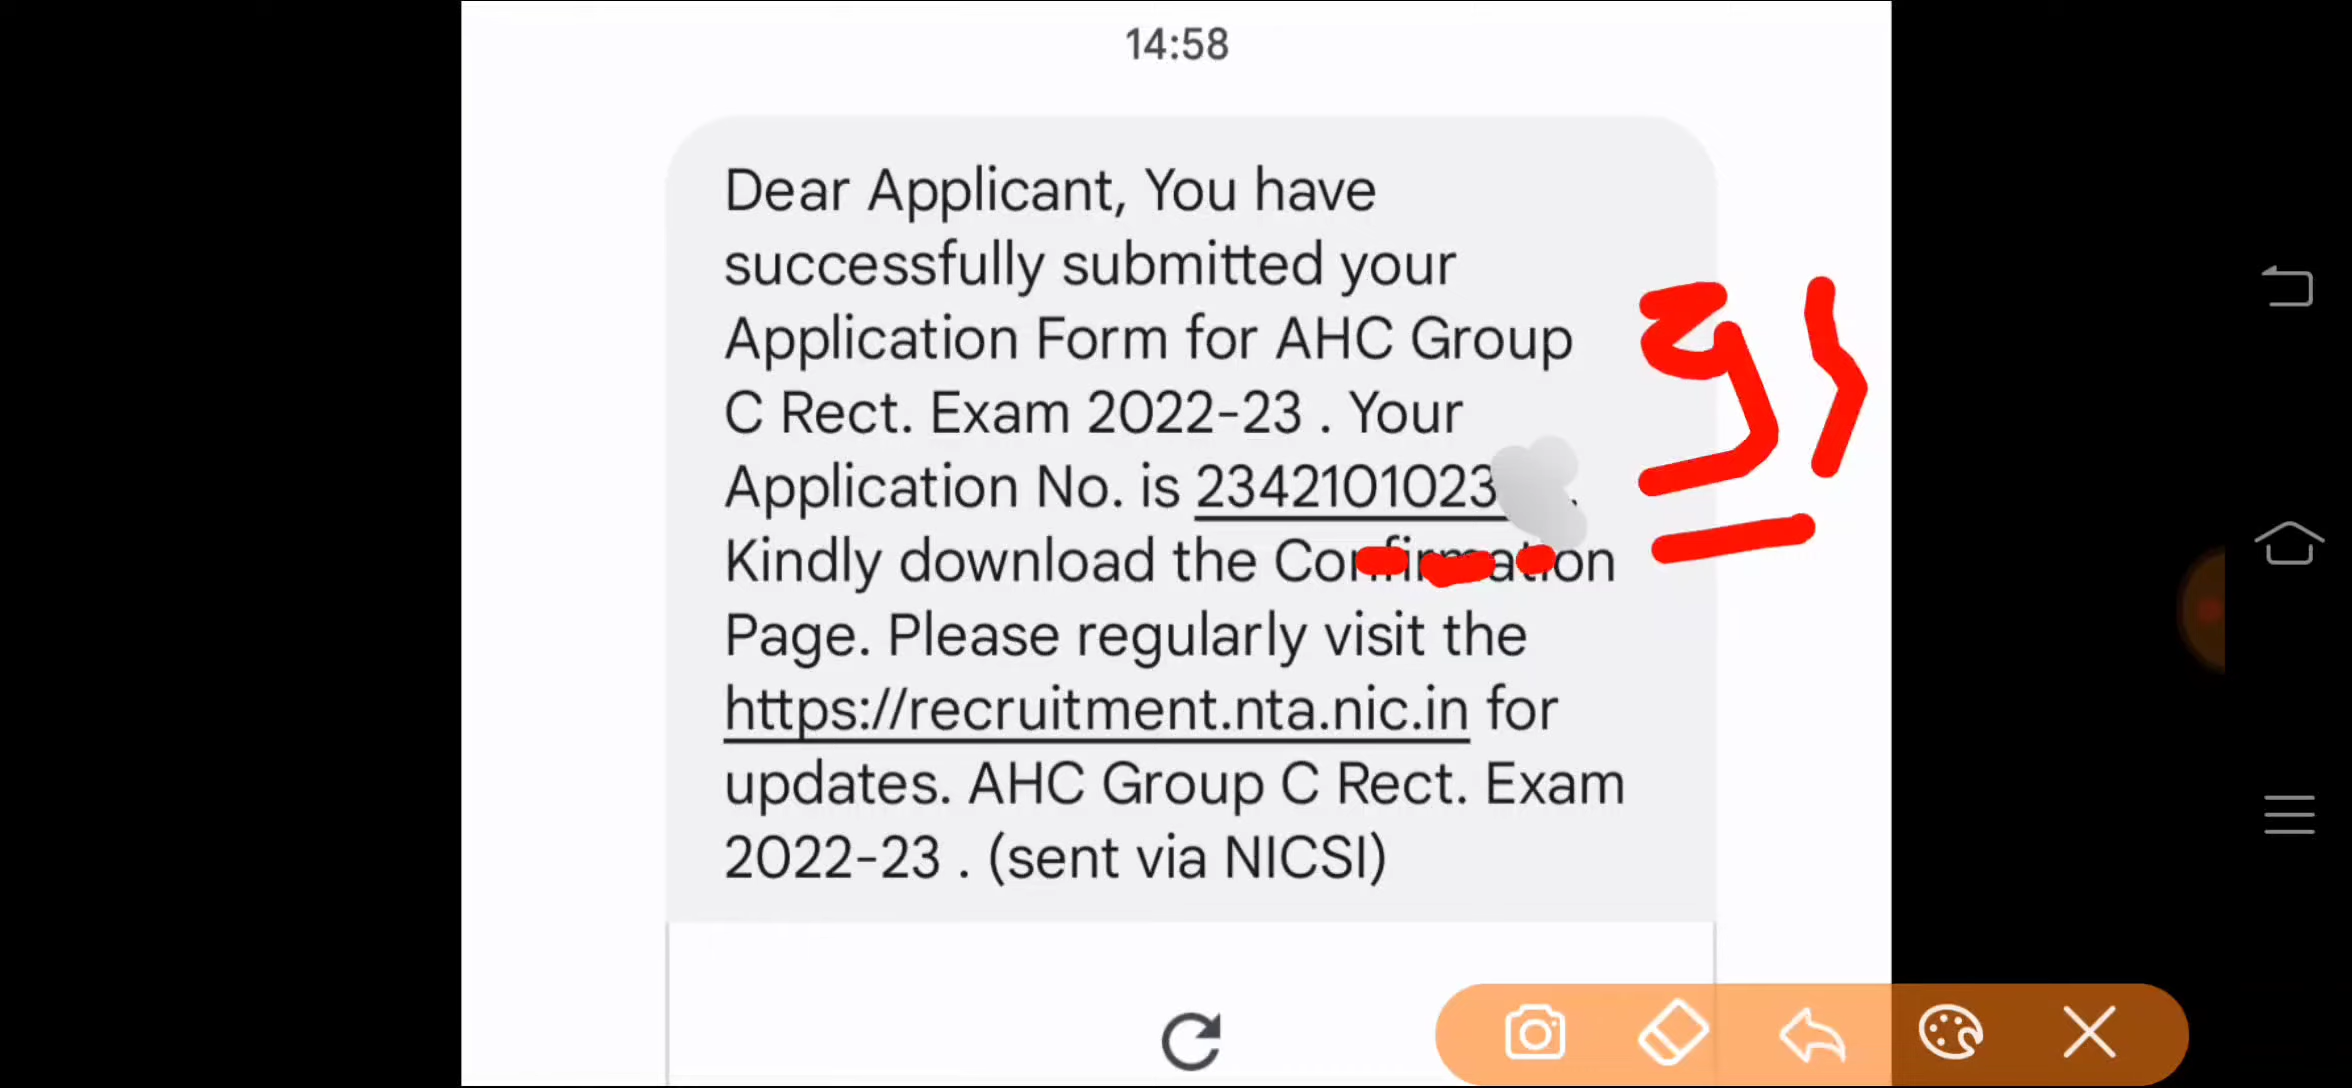 14:58
Dear Applicant, You have
successfully submitted your
Application Form for AHC Group
C Rect. Exam 2022-23 . Your
Application No. is 2342101023 .
Kindly download the Confirmation
Page. Please regularly visit the
https://recruitment.nta.nic.in for
updates. AHC Group C Rect. Exam
2022-23 . (sent via NICSI)